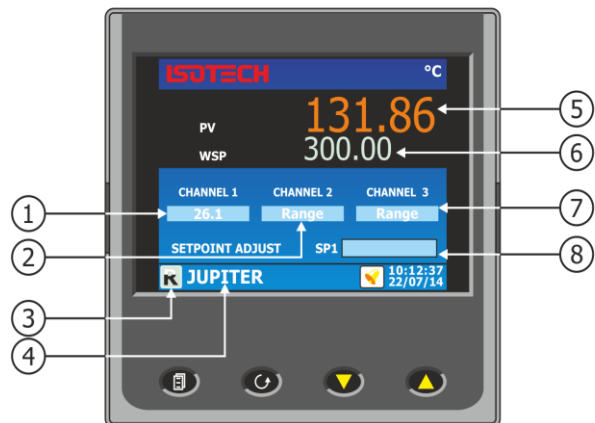 ISOTECH °C
PV 131.86
WSP 300.00
CHANNEL 1 CHANNEL 2 CHANNEL 3
26.1 Range Range
SETPOINT ADJUST SP1
R JUPITER 10:12:37
22/07/14
1
2
3
4
5
6
7
8